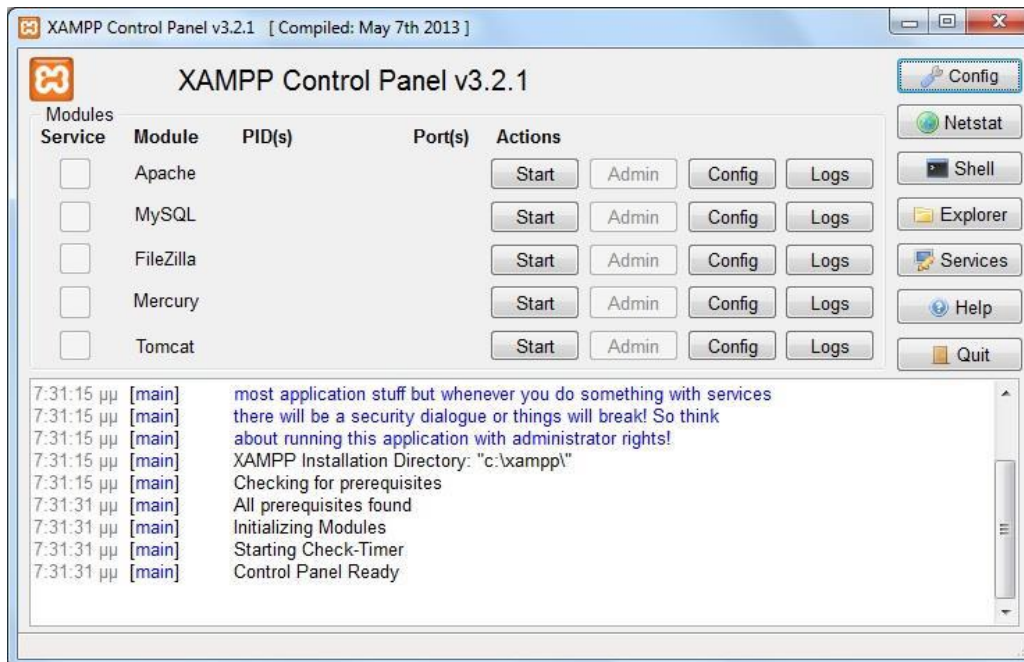 XAMPP Control Panel v3.2.1 [ Compiled: May 7th 2013 ]
XAMPP Control Panel v3.2.1
Config
Modules
Service Module PID(s) Port(s) Actions
Netstat
Apache Start Admin Config Logs
Shell
MySQL Start Admin Config Logs
Explorer
FileZilla Start Admin Config Logs
Services
Mercury Start Admin Config Logs
Help
Tomcat Start Admin Config Logs
Quit
7:31:15 μμ [main] most application stuff but whenever you do something with services
7:31:15 μμ [main] there will be a security dialogue or things will break! So think
7:31:15 μμ [main] about running this application with administrator rights!
7:31:15 μμ [main] XAMPP Installation Directory: "c:\xampp\"
7:31:15 μμ [main] Checking for prerequisites
7:31:31 μμ [main] All prerequisites found
7:31:31 μμ [main] Initializing Modules
7:31:31 μμ [main] Starting Check-Timer
7:31:31 μμ [main] Control Panel Ready